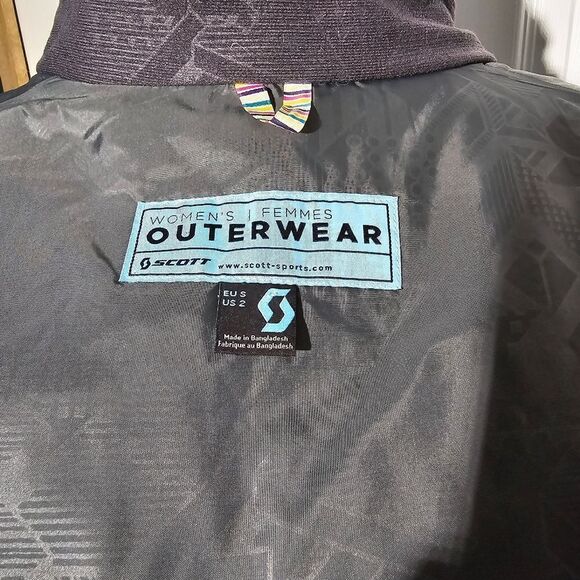 WOMEN'S | FEMMES
OUTERWEAR
SCOTT www.scott-sports.com
EU S
US 2
Made in Bangladesh
Fabriqué au Bangladesh